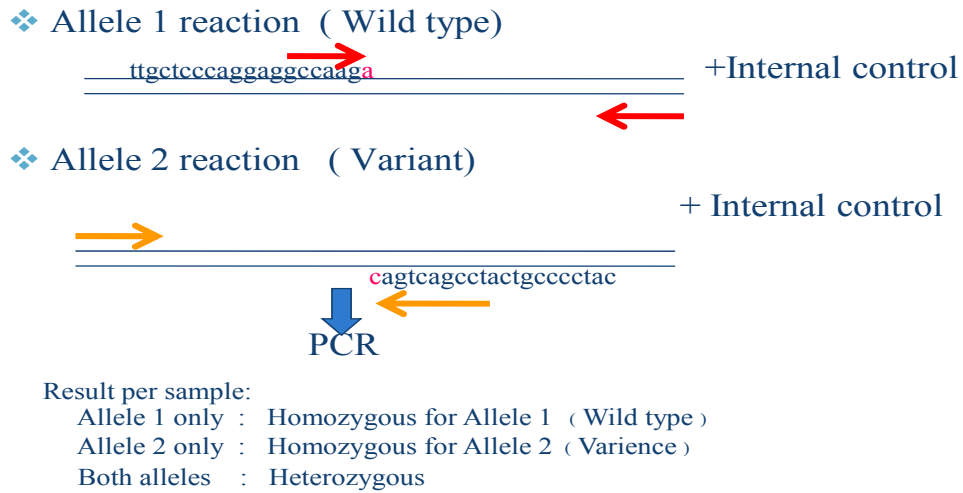 ❖ Allele 1 reaction ( Wild type)
ttgctcccaggaggccaaga
+Internal control
❖ Allele 2 reaction ( Variant)
+ Internal control
cagtcagcctactgcccctac
PCR
Result per sample:
Allele 1 only : Homozygous for Allele 1 ( Wild type )
Allele 2 only : Homozygous for Allele 2 ( Varience )
Both alleles : Heterozygous